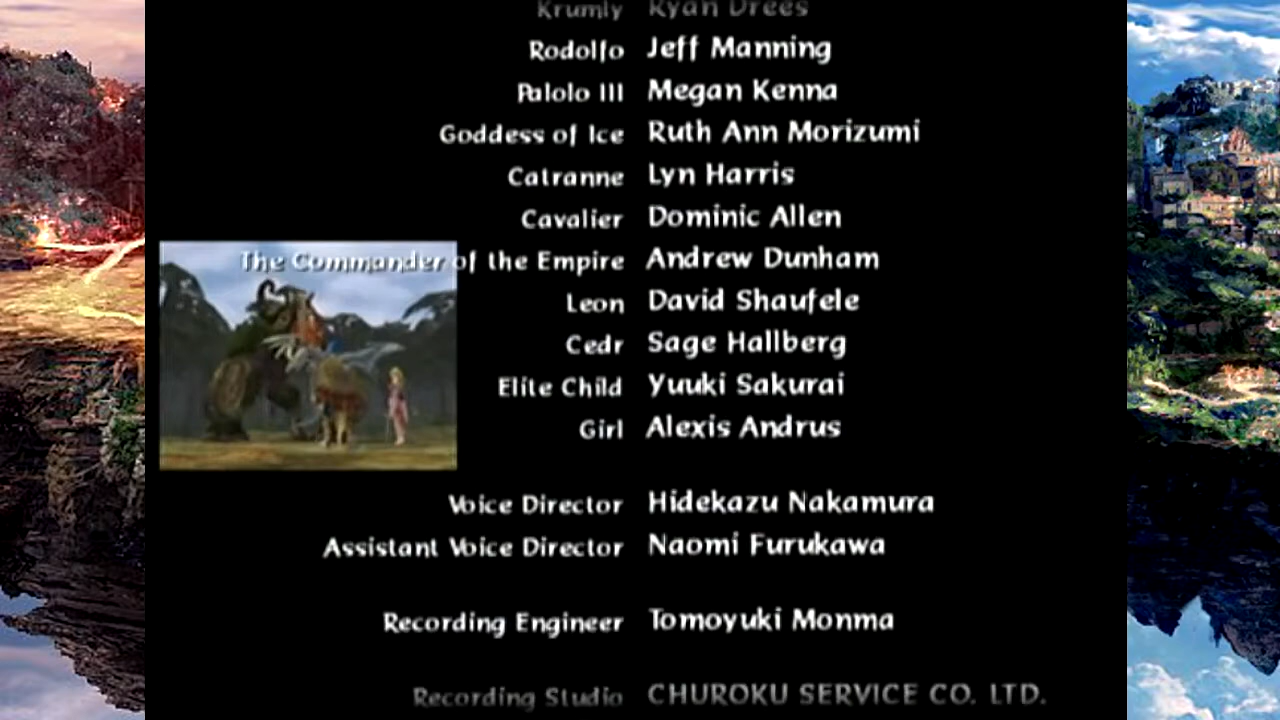 Krumly Ryan Drees
Rodolfo Jeff Manning
Palolo III Megan Kenna
Goddess of Ice Ruth Ann Morizumi
Catranne Lyn Harris
Cavalier Dominic Allen
The Commander of the Empire Andrew Dunham
Leon David Shaufele
Cedr Sage Hallberg
Elite Child Yuuki Sakurai
Girl Alexis Andrus
Voice Director Hidekazu Nakamura
Assistant Voice Director Naomi Furukawa
Recording Engineer Tomoyuki Monma
Recording Studio CHUROKU SERVICE CO. LTD.